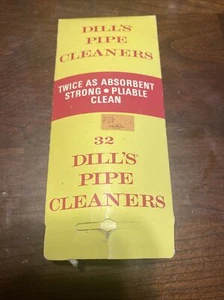 DILL'S
PIPE
CLEANERS
TWICE AS ABSORBENT
STRONG • PLIABLE
CLEAN
32
DILL'S
PIPE
CLEANERS